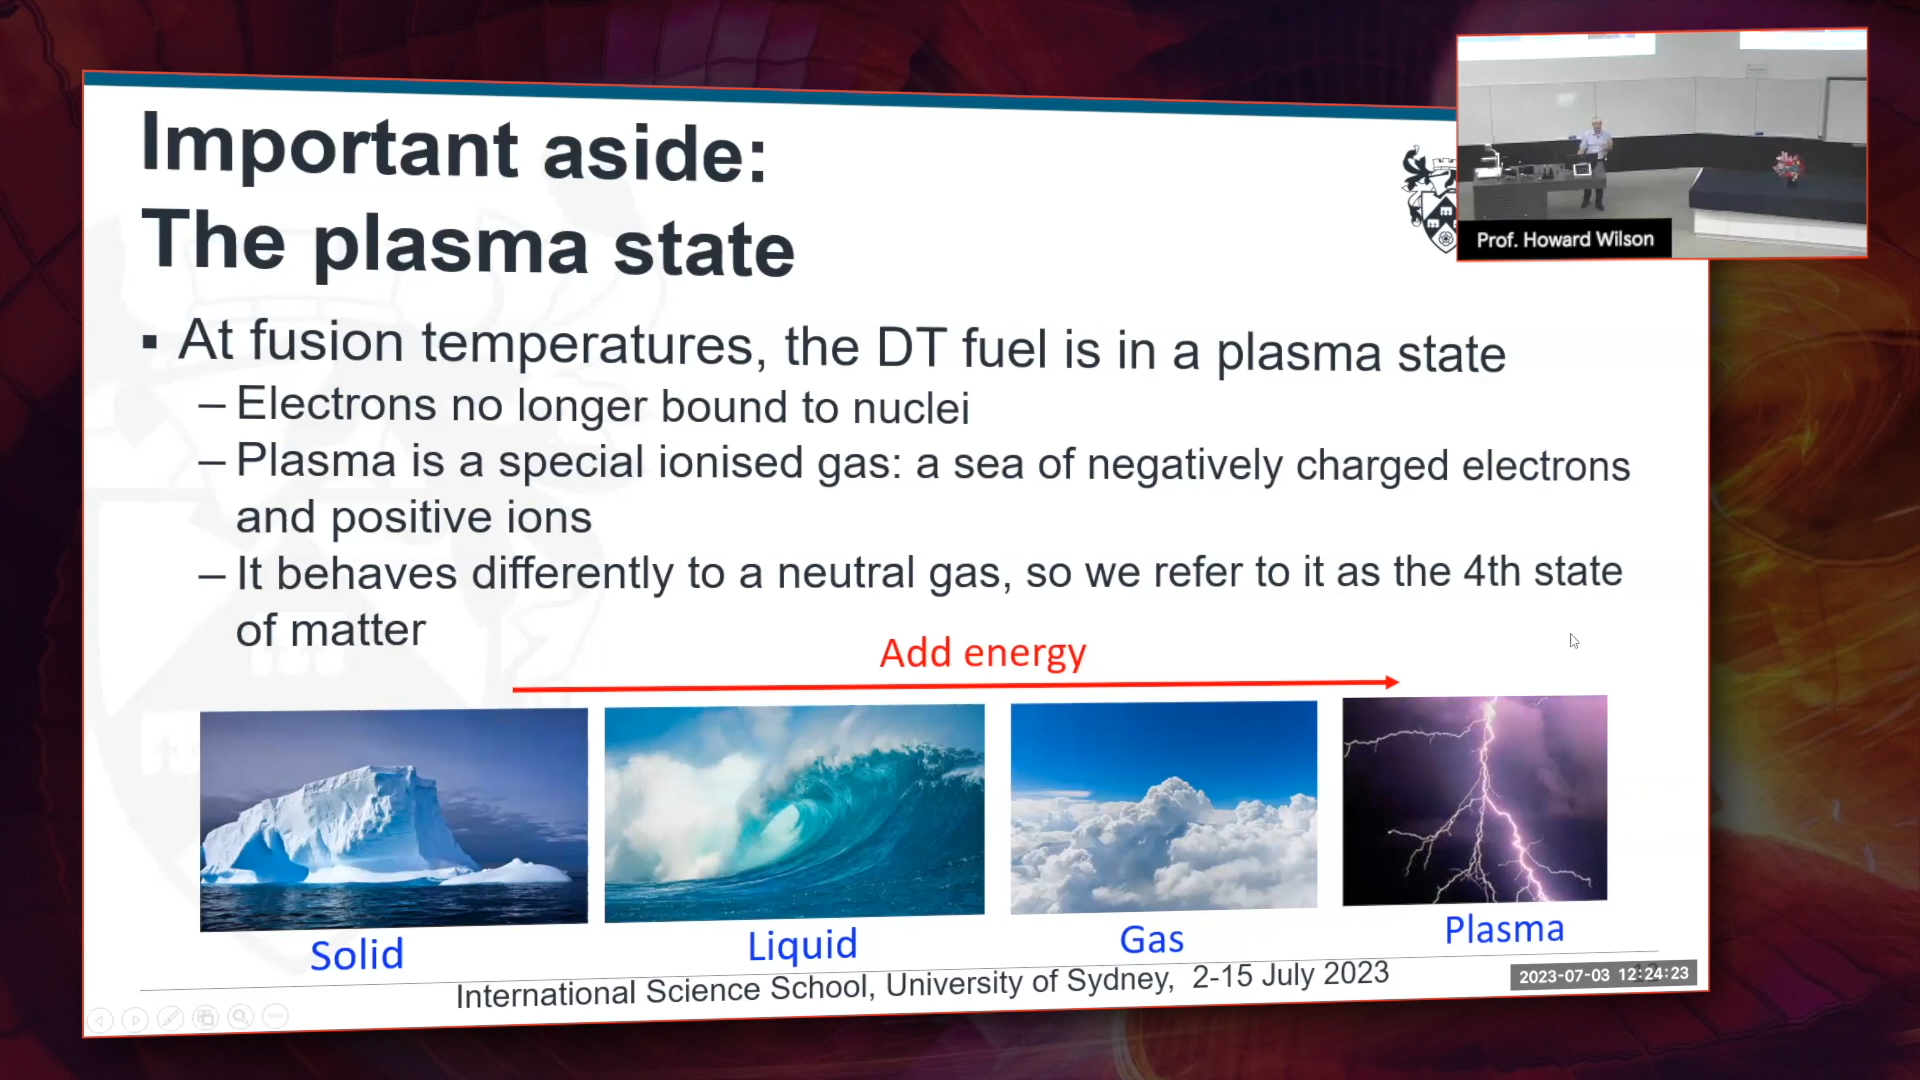 Important aside:
The plasma state
▪ At fusion temperatures, the DT fuel is in a plasma state
– Electrons no longer bound to nuclei
– Plasma is a special ionised gas: a sea of negatively charged electrons
and positive ions
– It behaves differently to a neutral gas, so we refer to it as the 4th state
of matter
Add energy
Solid
Liquid
Gas
Plasma
International Science School, University of Sydney, 2-15 July 2023
2023-07-03 12:24:23
Prof. Howard Wilson